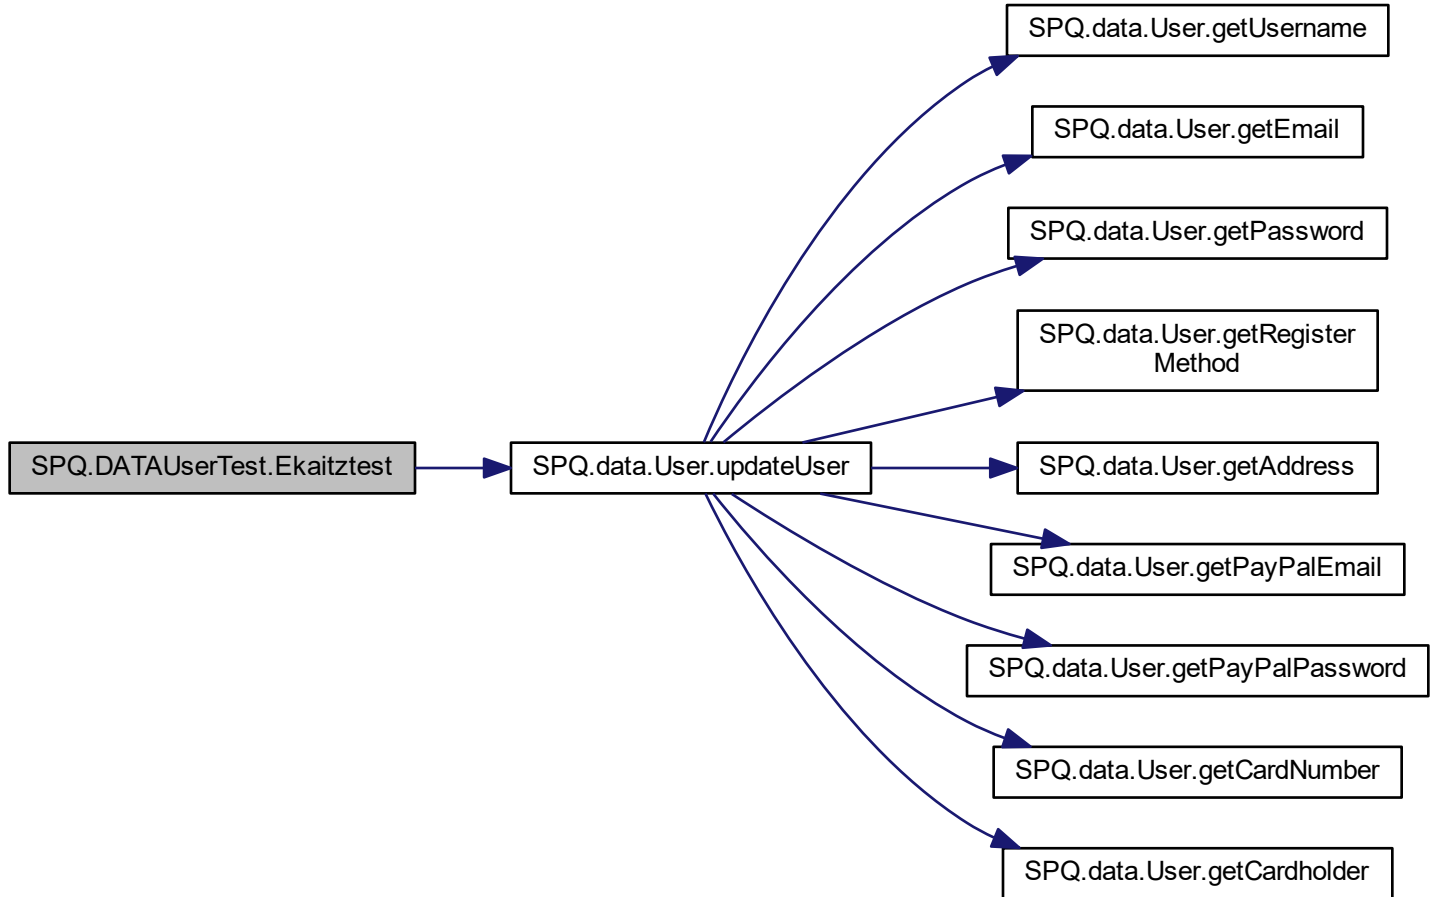 SPQ.data.User.getUsername
SPQ.data.User.getEmail
SPQ.data.User.getPassword
SPQ.data.User.getRegister
Method
SPQ.DATAUserTest.Ekaitztest
SPQ.data.User.updateUser
SPQ.data.User.getAddress
SPQ.data.User.getPayPalEmail
SPQ.data.User.getPayPalPassword
SPQ.data.User.getCardNumber
SPQ.data.User.getCardholder